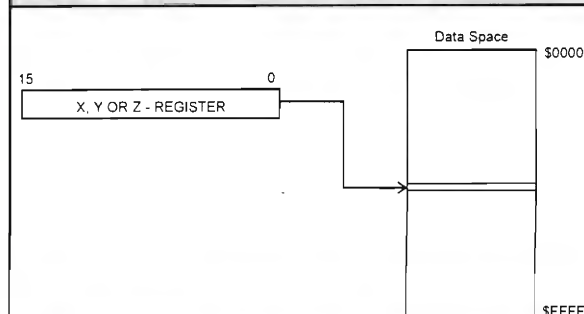 Data Space
$0000
15 0
X, Y OR Z - REGISTER
$FFFF